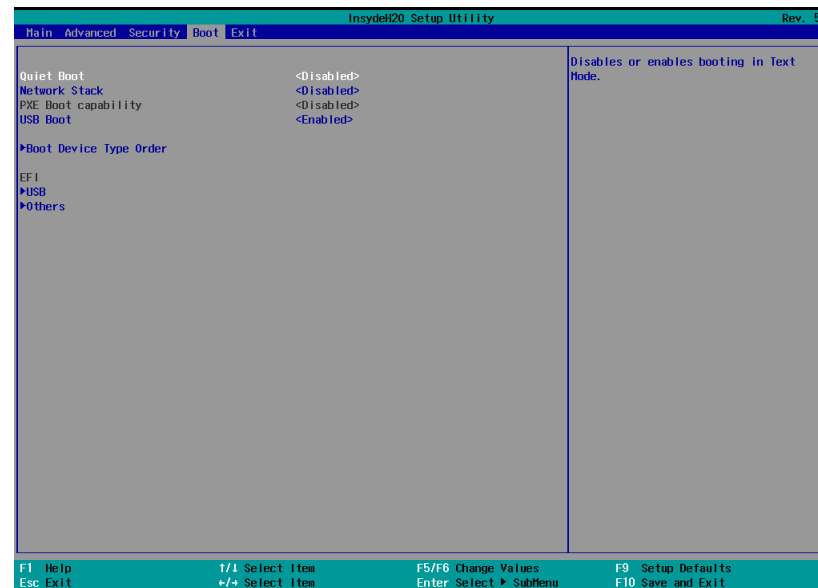 InsydeH20 Setup Utility Rev. 5
Main Advanced Security Boot Exit
Quiet Boot <Disabled>
Network Stack <Disabled>
PXE Boot capability <Disabled>
USB Boot <Enabled>
▶Boot Device Type Order
EFI
▶USB
▶Others
Disables or enables booting in Text
Mode.
F1 Help ↑/↓ Select Item F5/F6 Change Values F9 Setup Defaults
Esc Exit ←/→ Select Item Enter Select ▶ SubMenu F10 Save and Exit